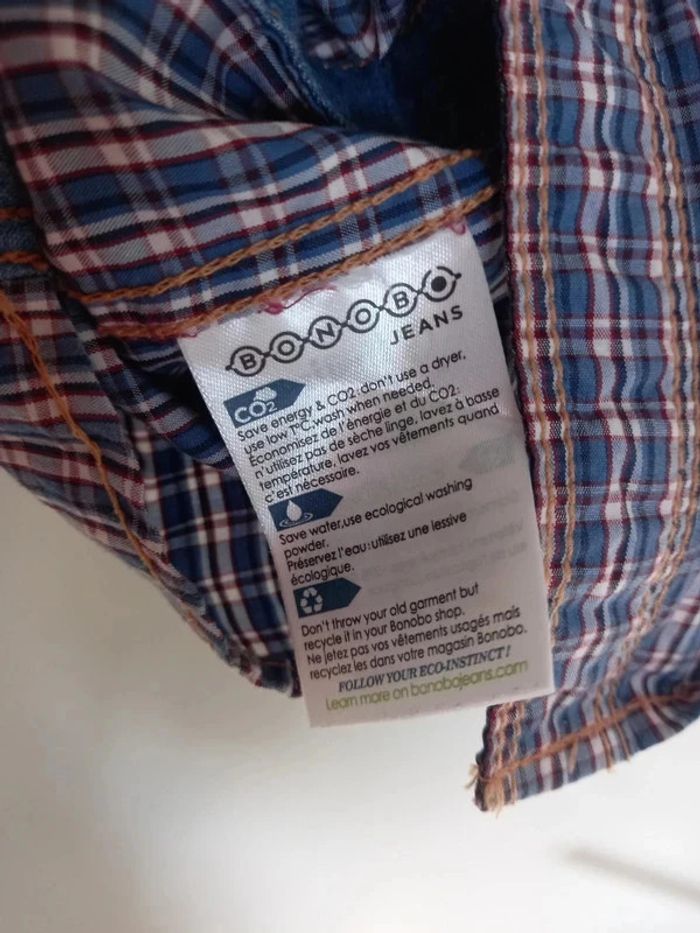 BONOBO
JEANS
CO2
Save energy & CO2: don't use a dryer,
use low T°C, wash when needed.
Économisez de l'énergie et du CO2:
n'utilisez pas de sèche linge, lavez à basse
température, lavez vos vêtements quand
c'est nécessaire.
Save water,use ecological washing
powder.
Préservez l'eau:utilisez une lessive
écologique.
Don't throw your old garment but
recycle it in your Bonobo shop.
Ne jetez pas vos vêtements usagés mais
recyclez les dans votre magasin Bonobo.
FOLLOW YOUR ECO-INSTINCT !
Learn more on bonobojeans.com